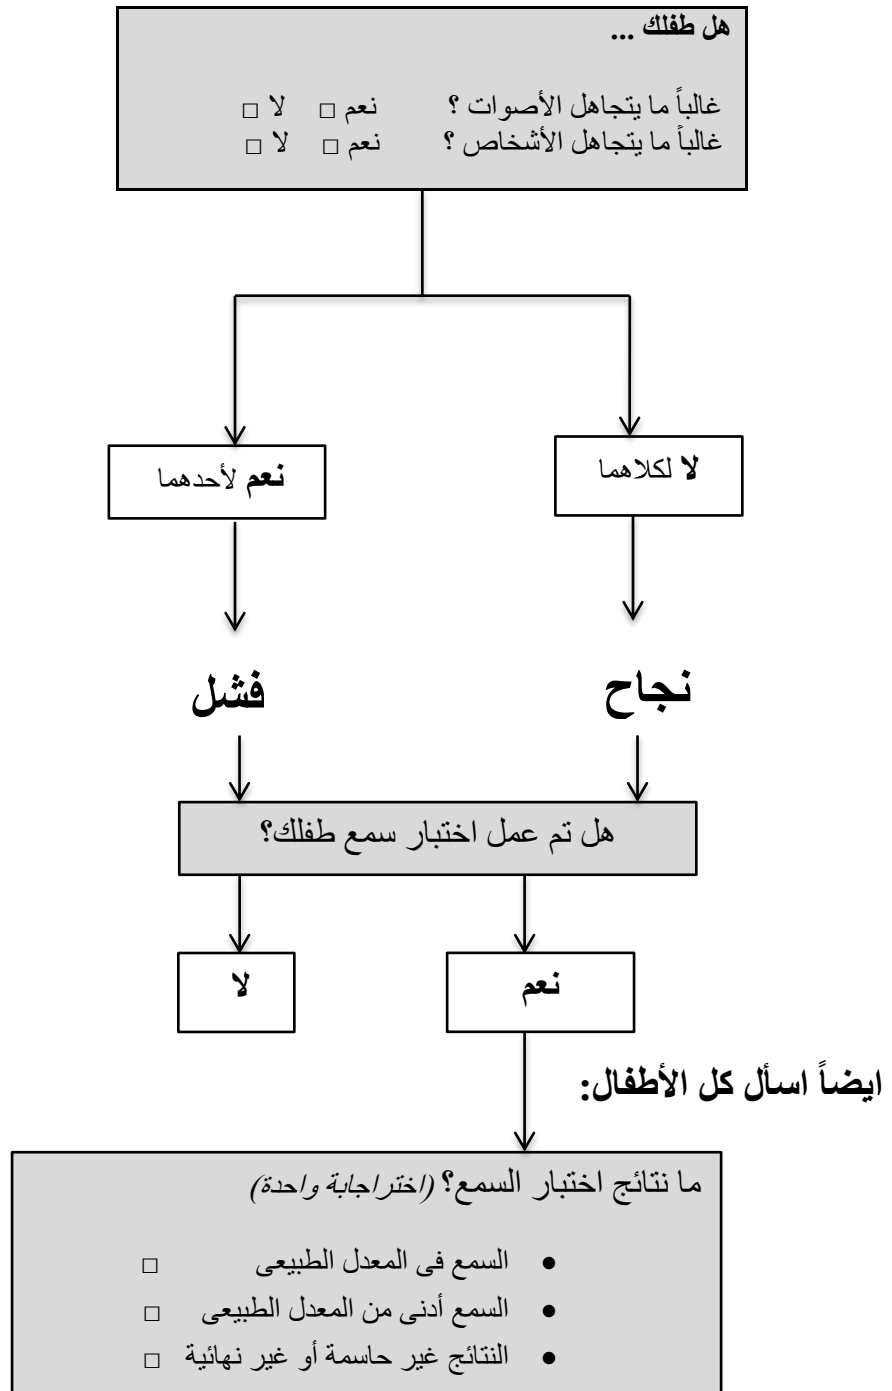 هل طفلك ...
غالباً ما يتجاهل الأصوات ؟ نعم □ لا □
غالباً ما يتجاهل الأشخاص ؟ نعم □ لا □
لا لكلاهما
نعم لأحدهما
نجاح
فشل
هل تم عمل اختبار سمع طفلك؟
نعم
لا
ايضاً اسأل كل الأطفال:
ما نتائج اختبار السمع؟ (اختر اجابة واحدة)
• السمع فى المعدل الطبيعى □
• السمع أدنى من المعدل الطبيعى □
• النتائج غير حاسمة أو غير نهائية □